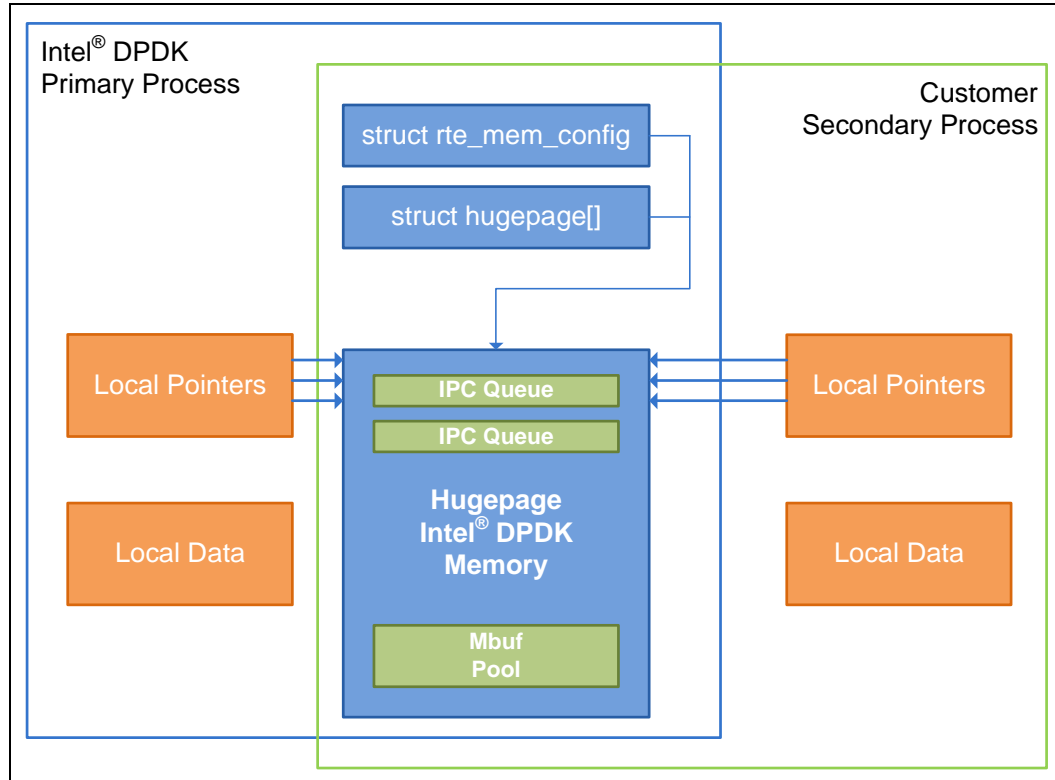 Intel® DPDK
Primary Process
Customer
Secondary Process
struct rte_mem_config
struct hugepage[]
Local Pointers
IPC Queue
Local Pointers
IPC Queue
Hugepage
Intel® DPDK
Memory
Local Data
Local Data
Mbuf
Pool